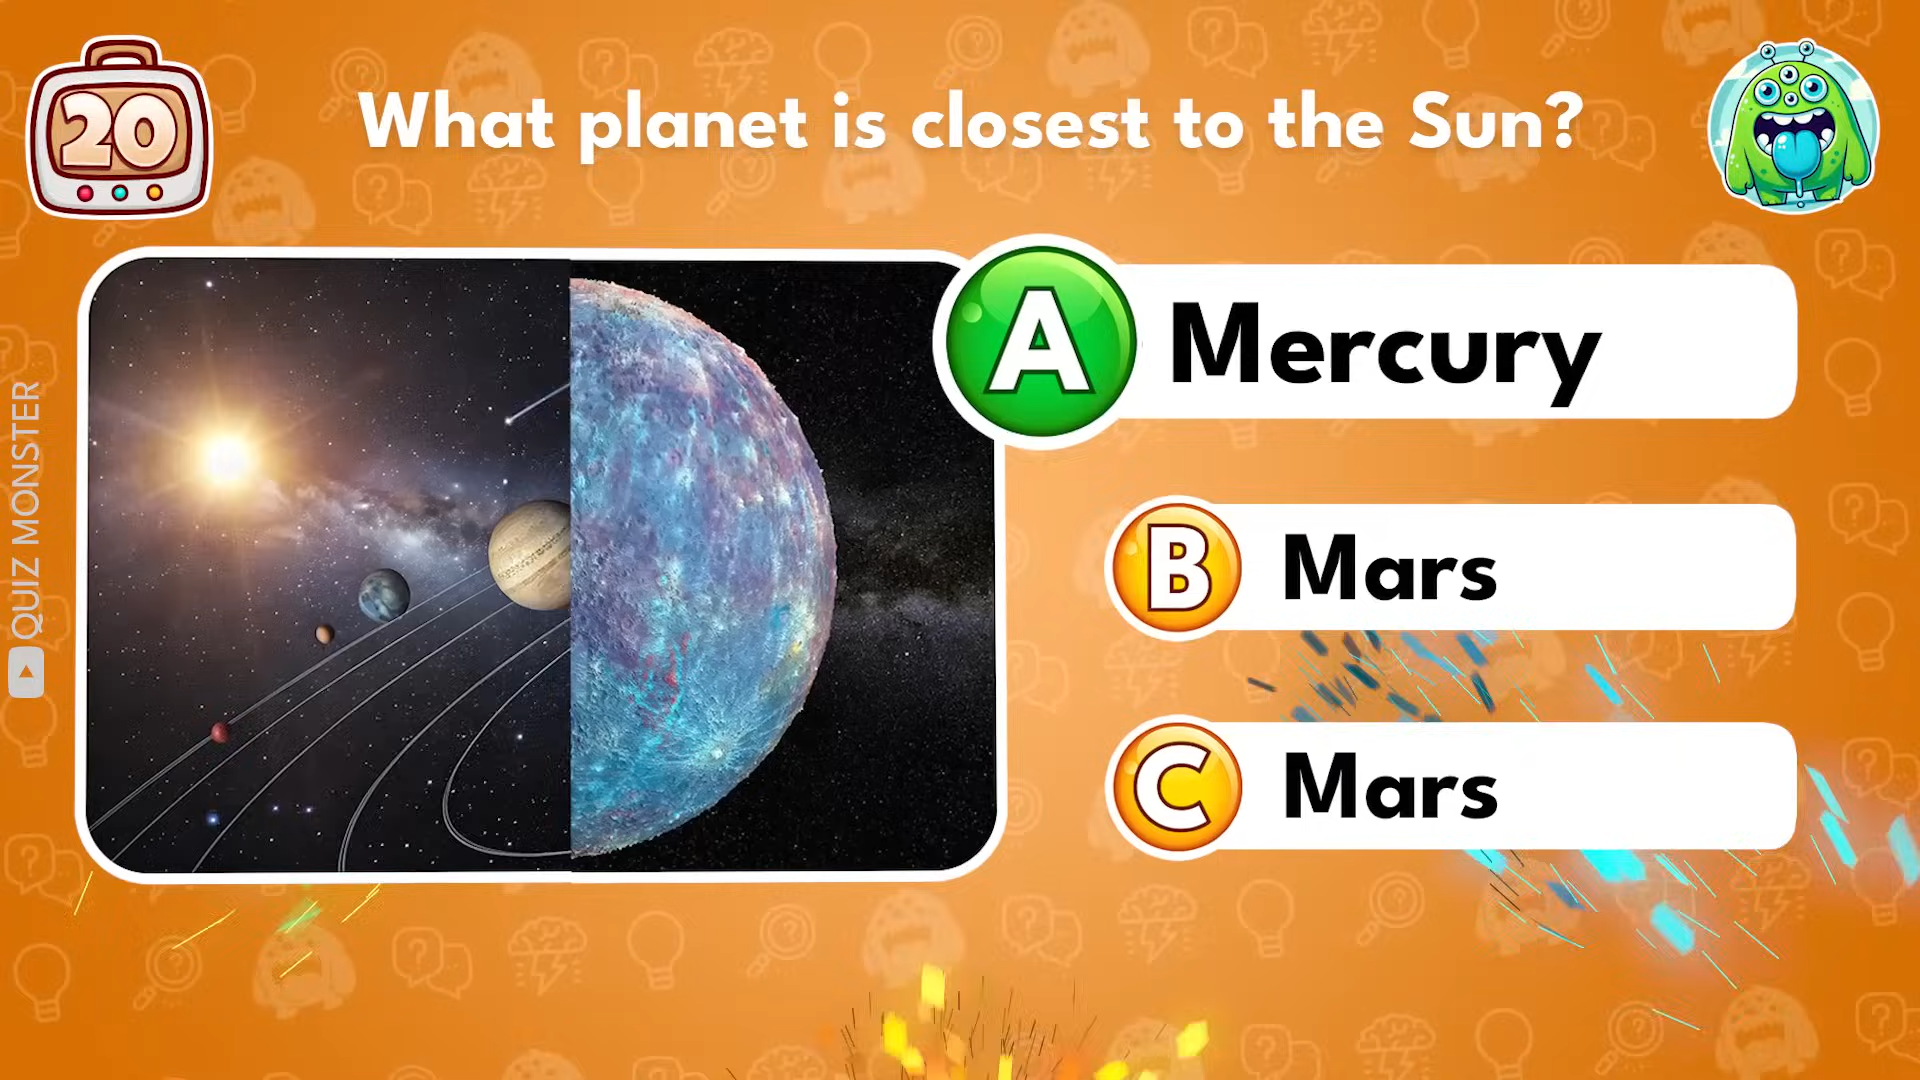 20
What planet is closest to the Sun?
A Mercury
B Mars
C Mars
QUIZ MONSTER